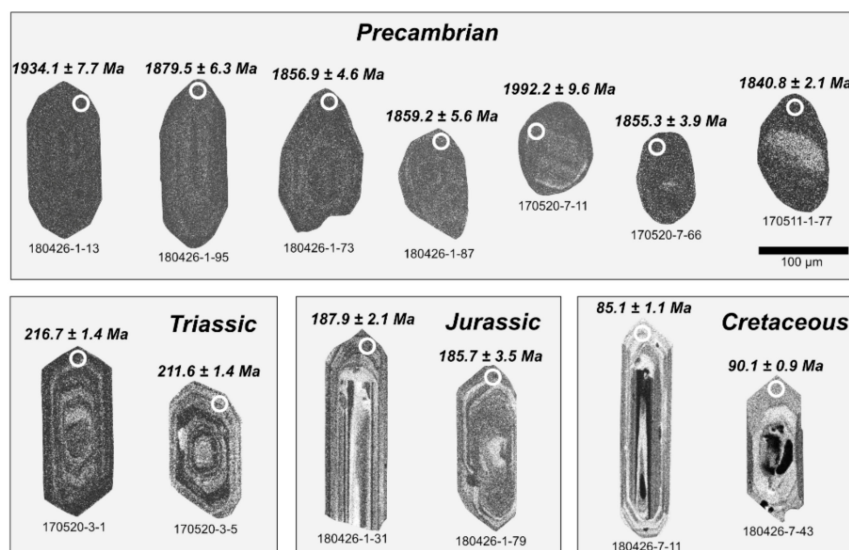 Precambrian
1934.1 ± 7.7 Ma
1879.5 ± 6.3 Ma
1856.9 ± 4.6 Ma
1859.2 ± 5.6 Ma
1992.2 ± 9.6 Ma
1855.3 ± 3.9 Ma
1840.8 ± 2.1 Ma
180426-1-13
180426-1-95
180426-1-73
180426-1-87
170520-7-11
170520-7-66
170511-1-77
100 µm
Triassic
216.7 ± 1.4 Ma
211.6 ± 1.4 Ma
170520-3-1
170520-3-5
Jurassic
187.9 ± 2.1 Ma
185.7 ± 3.5 Ma
180426-1-31
180426-1-79
Cretaceous
85.1 ± 1.1 Ma
90.1 ± 0.9 Ma
180426-7-11
180426-7-43